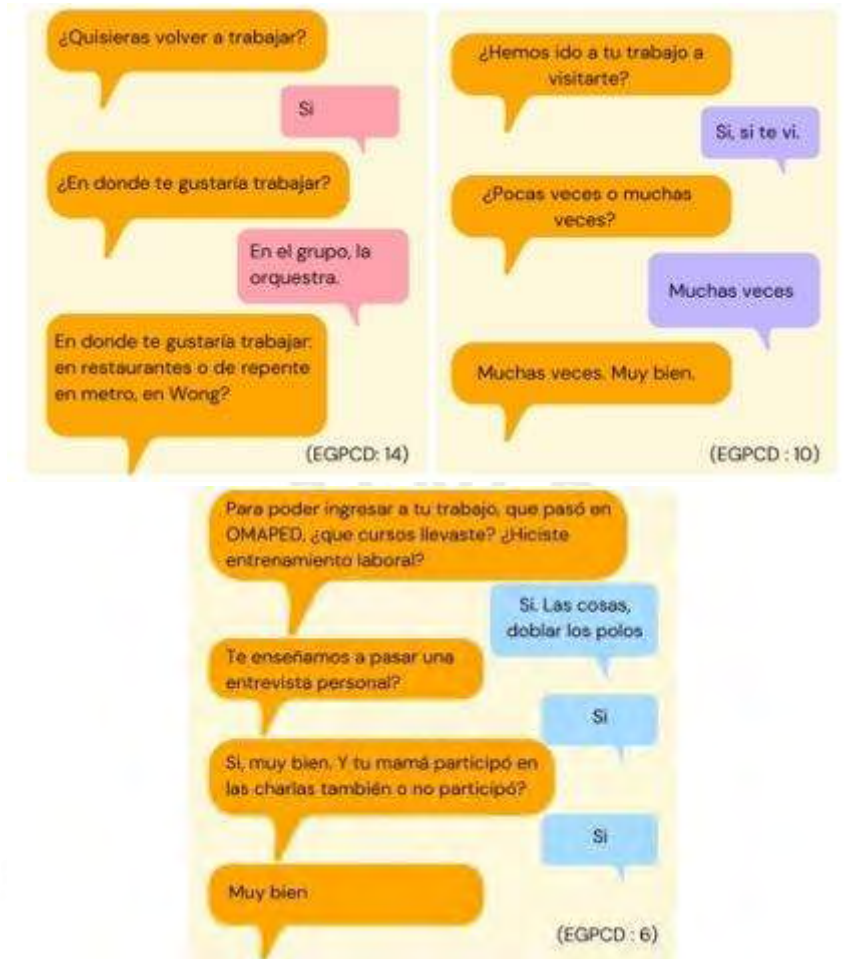 ¿Quisieras volver a trabajar?
Si
¿En donde te gustaría trabajar?
En el grupo, la
orquestra.
En donde te gustaría trabajar:
en restaurantes o de repente
en metro, en Wong?
(EGPCD: 14)
¿Hemos ido a tu trabajo a
visitarte?
Si, si te vi.
¿Pocas veces o muchas
veces?
Muchas veces
Muchas veces. Muy bien.
(EGPCD : 10)
Para poder ingresar a tu trabajo, que pasó en
OMAPED, ¿que cursos llevaste? ¿Hiciste
entrenamiento laboral?
Si. Las cosas,
doblar los polos
Te enseñamos a pasar una
entrevista personal?
Si
Si, muy bien. Y tu mamá participó en
las charlas también o no participó?
Si
Muy bien
(EGPCD : 6)